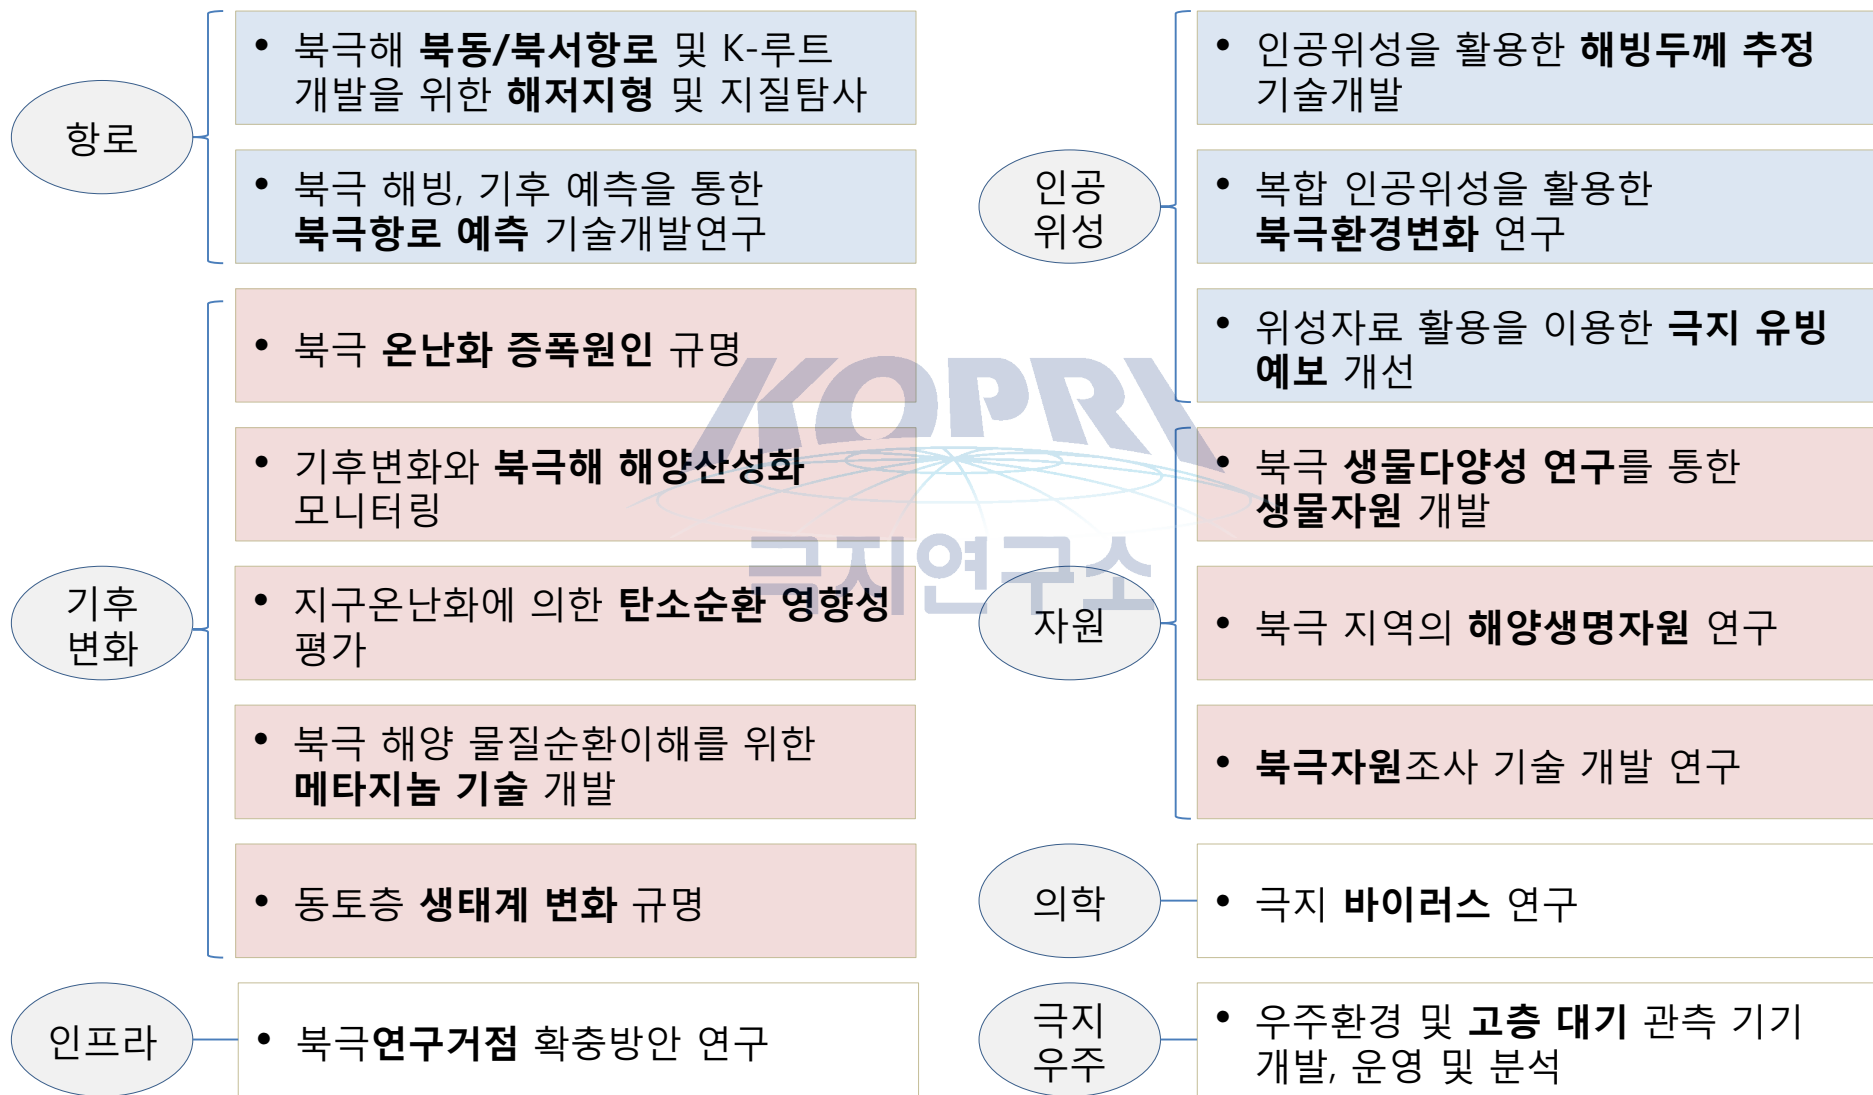 항로
• 북극해 북동/북서항로 및 K-루트
개발을 위한 해저지형 및 지질탐사
• 북극 해빙, 기후 예측을 통한
북극항로 예측 기술개발연구
기후
변화
• 북극 온난화 증폭원인 규명
• 기후변화와 북극해 해양산성화
모니터링
• 지구온난화에 의한 탄소순환 영향성
평가
• 북극 해양 물질순환이해를 위한
메타지놈 기술 개발
• 동토층 생태계 변화 규명
인프라
• 북극연구거점 확충방안 연구
인공
위성
• 인공위성을 활용한 해빙두께 추정
기술개발
• 복합 인공위성을 활용한
북극환경변화 연구
• 위성자료 활용을 이용한 극지 유빙
예보 개선
자원
• 북극 생물다양성 연구를 통한
생물자원 개발
• 북극 지역의 해양생명자원 연구
• 북극자원조사 기술 개발 연구
의학
• 극지 바이러스 연구
극지
우주
• 우주환경 및 고층 대기 관측 기기
개발, 운영 및 분석
KOPRI
극지연구소